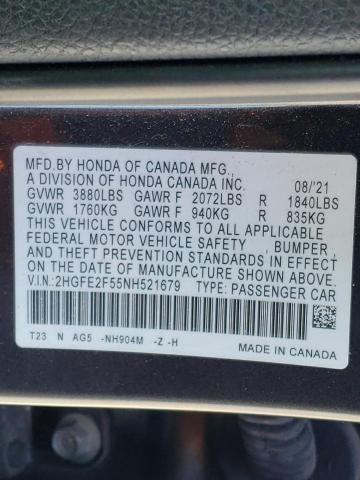 MFD.BY HONDA OF CANADA MFG.,
A DIVISION OF HONDA CANADA INC. 08/'21
GVWR 3880LBS GAWR F 2072LBS R 1840LBS
GVWR 1760KG GAWR F 940KG R 835KG
THIS VEHICLE CONFORMS TO ALL APPLICABLE
FEDERAL MOTOR VEHICLE SAFETY , BUMPER ,
AND THEFT PREVENTION STANDARDS IN EFFECT
ON THE DATE OF MANUFACTURE SHOWN ABOVE.
V.I.N.:2HGFE2F55NH521679 TYPE: PASSENGER CAR
T23 N AG5 -NH904M -Z -H MADE IN CANADA